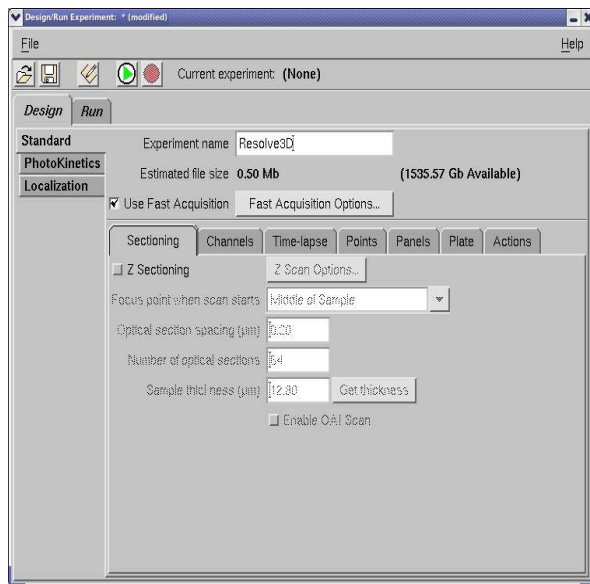 Design/Run Experiment: * (modified)
File Help
Current experiment: (None)
Design Run
Standard
PhotoKinetics
Localization
Experiment name Resolve3D
Estimated file size 0.50 Mb (1535.57 Gb Available)
Use Fast Acquisition Fast Acquisition Options...
Sectioning Channels Time-lapse Points Panels Plate Actions
Z Sectioning Z Scan Options...
Focus point when scan starts Middle of Sample
Optical section spacing (µm) 0.20
Number of optical sections 64
Sample thickness (µm) 12.80 Get thickness
Enable OAI Scan